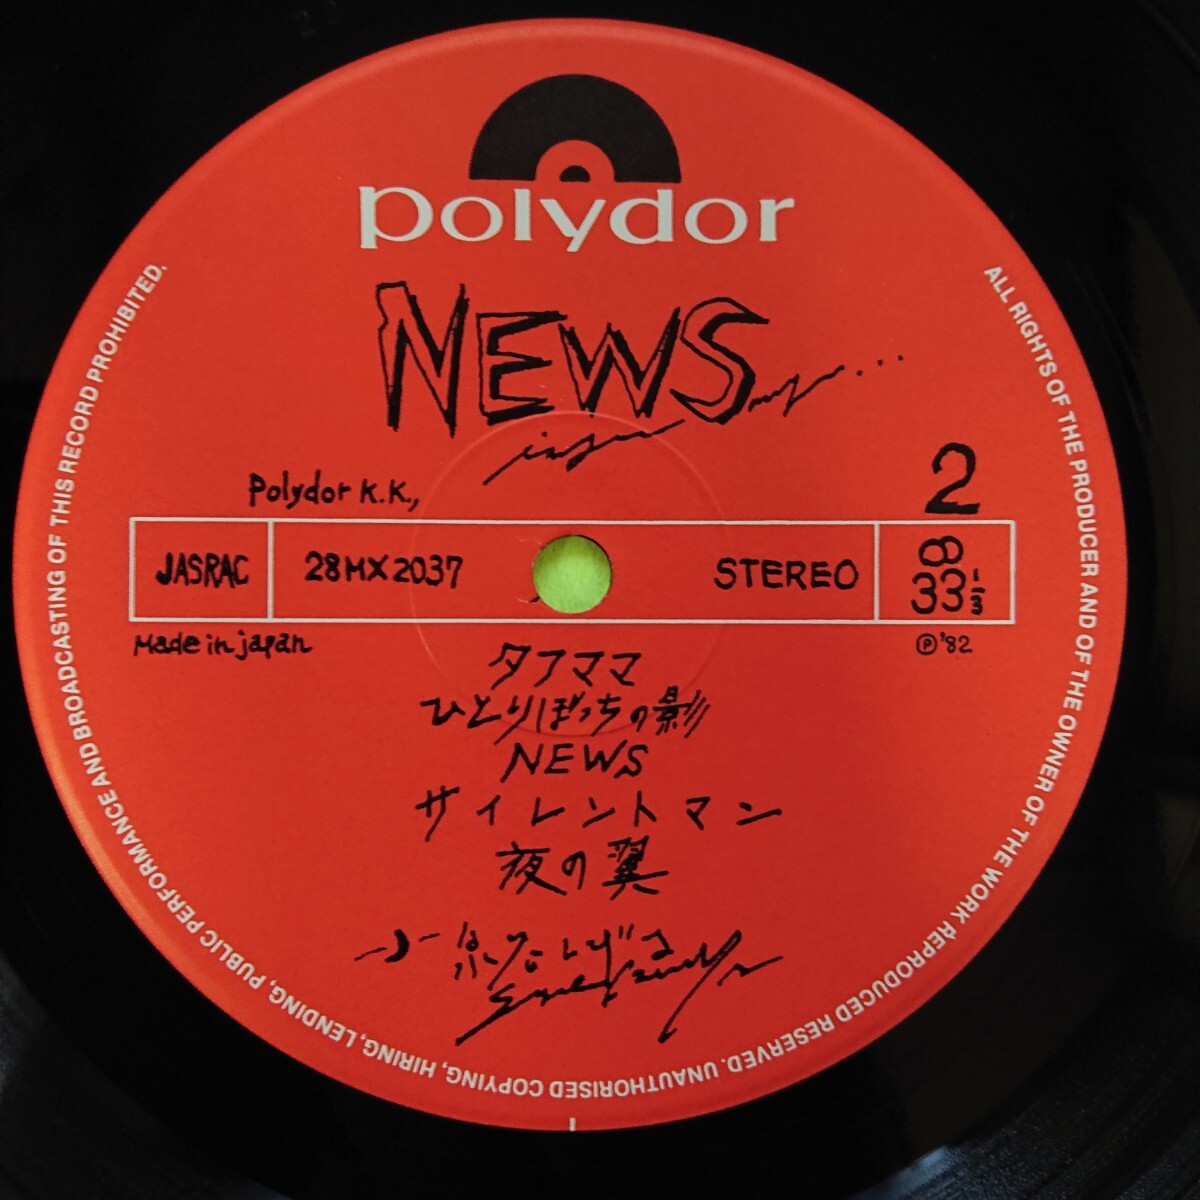 polydor
NEWS
Polydor K.K.,
2
JASRAC
28MX2037
STEREO
33 1/3
Made in japan
℗'82
タフママ
ひとりぼっちの影
NEWS
サイレントマン
夜の翼
ALL RIGHTS OF THE PRODUCER AND OF THE OWNER OF THE WORK REPRODUCED RESERVED. UNAUTHORISED COPYING, HIRING, LENDING, PUBLIC PERFORMANCE AND BROADCASTING OF THIS RECORD PROHIBITED.